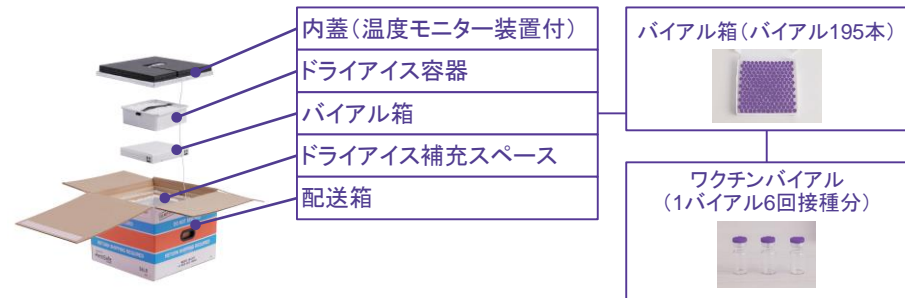 内蓋(温度モニター装置付)
ドライアイス容器
バイアル箱
ドライアイス補充スペース
配送箱
バイアル箱(バイアル195本)
ワクチンバイアル
(1バイアル6回接種分)